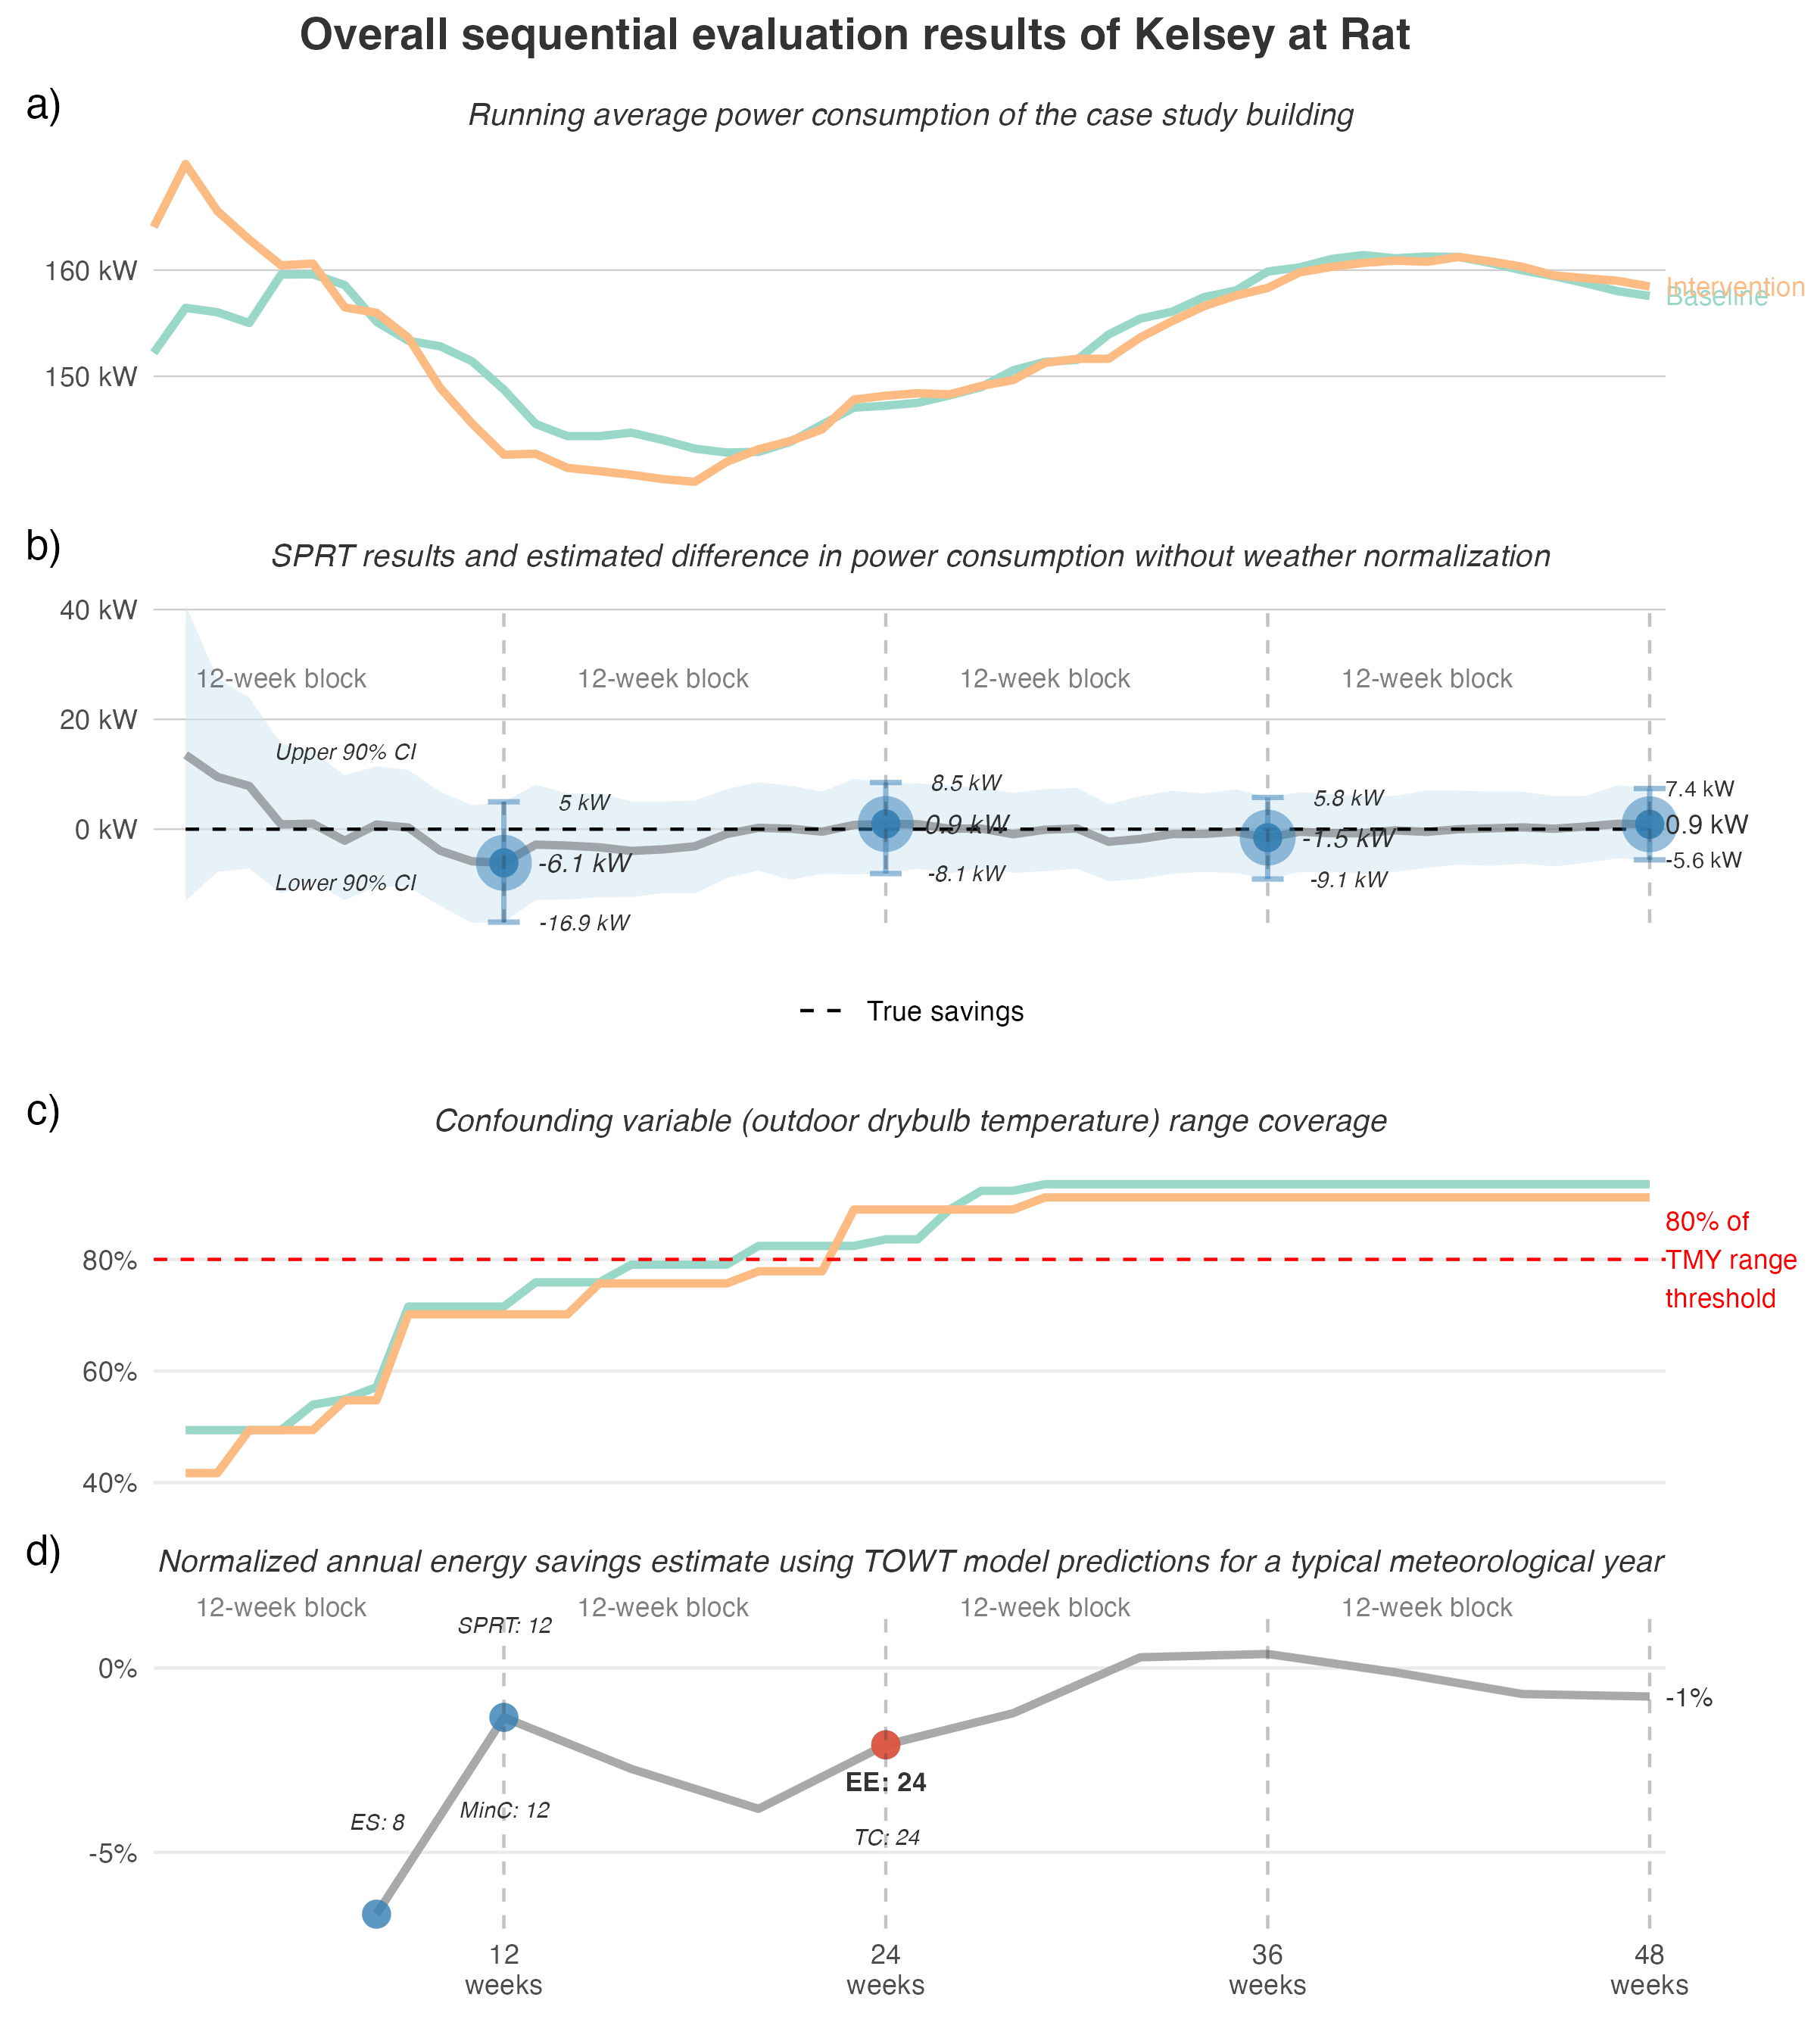 Overall sequential evaluation results of Kelsey at Rat
a)
Running average power consumption of the case study building
160 kW
150 kW
Intervention
Baseline
b)
SPRT results and estimated difference in power consumption without weather normalization
40 kW
20 kW
0 kW
12-week block
12-week block
12-week block
12-week block
Upper 90% CI
Lower 90% CI
5 kW
-6.1 kW
-16.9 kW
8.5 kW
0.9 kW
-8.1 kW
5.8 kW
-1.5 kW
-9.1 kW
7.4 kW
0.9 kW
-5.6 kW
True savings
c)
Confounding variable (outdoor drybulb temperature) range coverage
80%
60%
40%
80% of
TMY range
threshold
d)
Normalized annual energy savings estimate using TOWT model predictions for a typical meteorological year
12-week block
12-week block
12-week block
12-week block
SPRT: 12
0%
-5%
ES: 8
MinC: 12
EE: 24
TC: 24
-1%
12
weeks
24
weeks
36
weeks
48
weeks